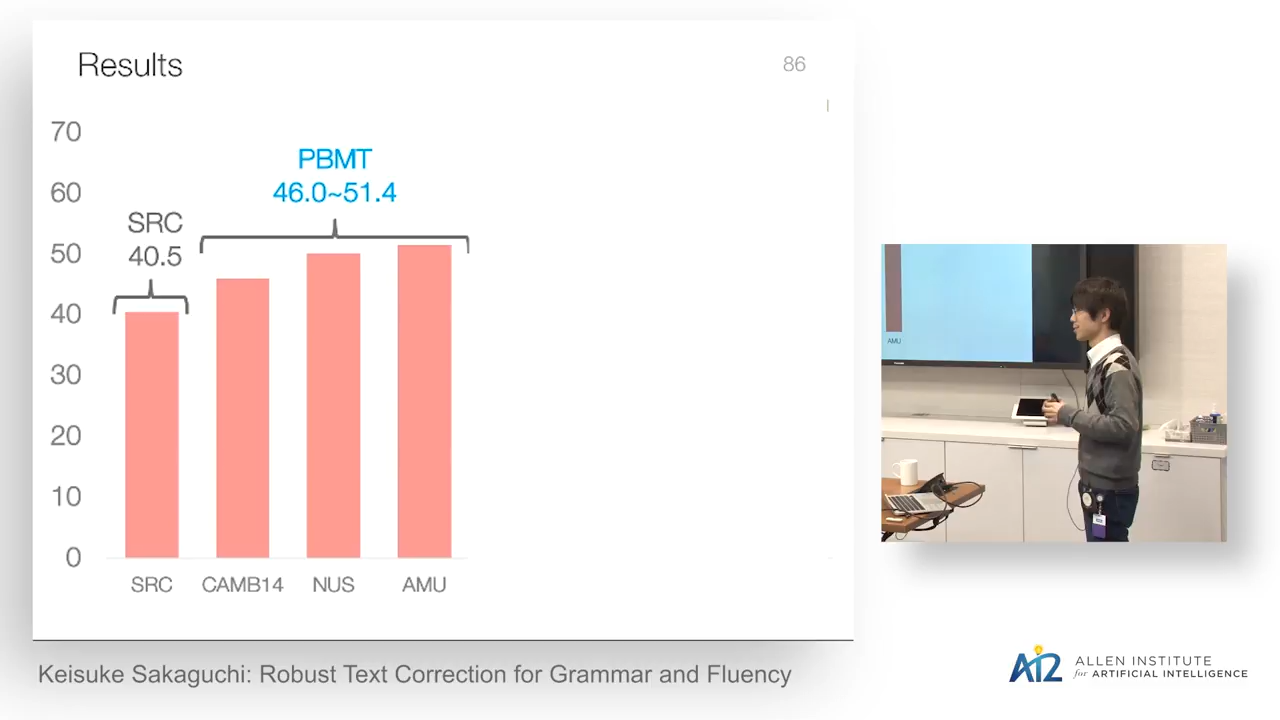 Results
86
70
60
50
40
30
20
10
0
PBMT
46.0~51.4
SRC
40.5
SRC CAMB14 NUS AMU
AMU
Keisuke Sakaguchi: Robust Text Correction for Grammar and Fluency
AI2 ALLEN INSTITUTE
for ARTIFICIAL INTELLIGENCE